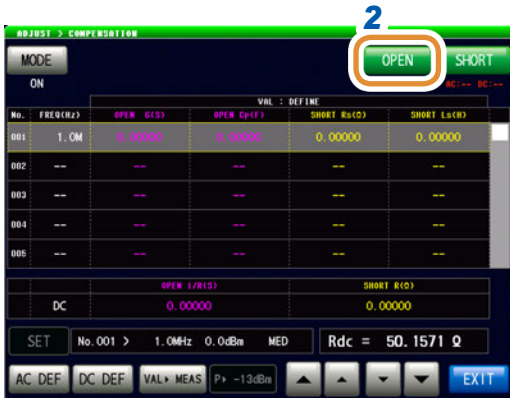 2
ADJUST > COMPENSATION
MODE OPEN SHORT
ON AC:-- DC:--
VAL : DEFINE
No. FREQ(Hz) OPEN G(S) OPEN Cp(F) SHORT Rs(Ω) SHORT Ls(H)
001 1.0M 0.00000 0.00000 0.00000 0.00000
002 -- -- -- -- --
003 -- -- -- -- --
004 -- -- -- -- --
005 -- -- -- -- --
OPEN 1/R(S) SHORT R(Ω)
DC 0.00000 0.00000
SET No.001 > 1.0MHz 0.0dBm MED Rdc = 50.1571 Ω
AC DEF DC DEF VAL▸ MEAS P▸ -13dBm ▲ ▲ ▼ ▼ EXIT